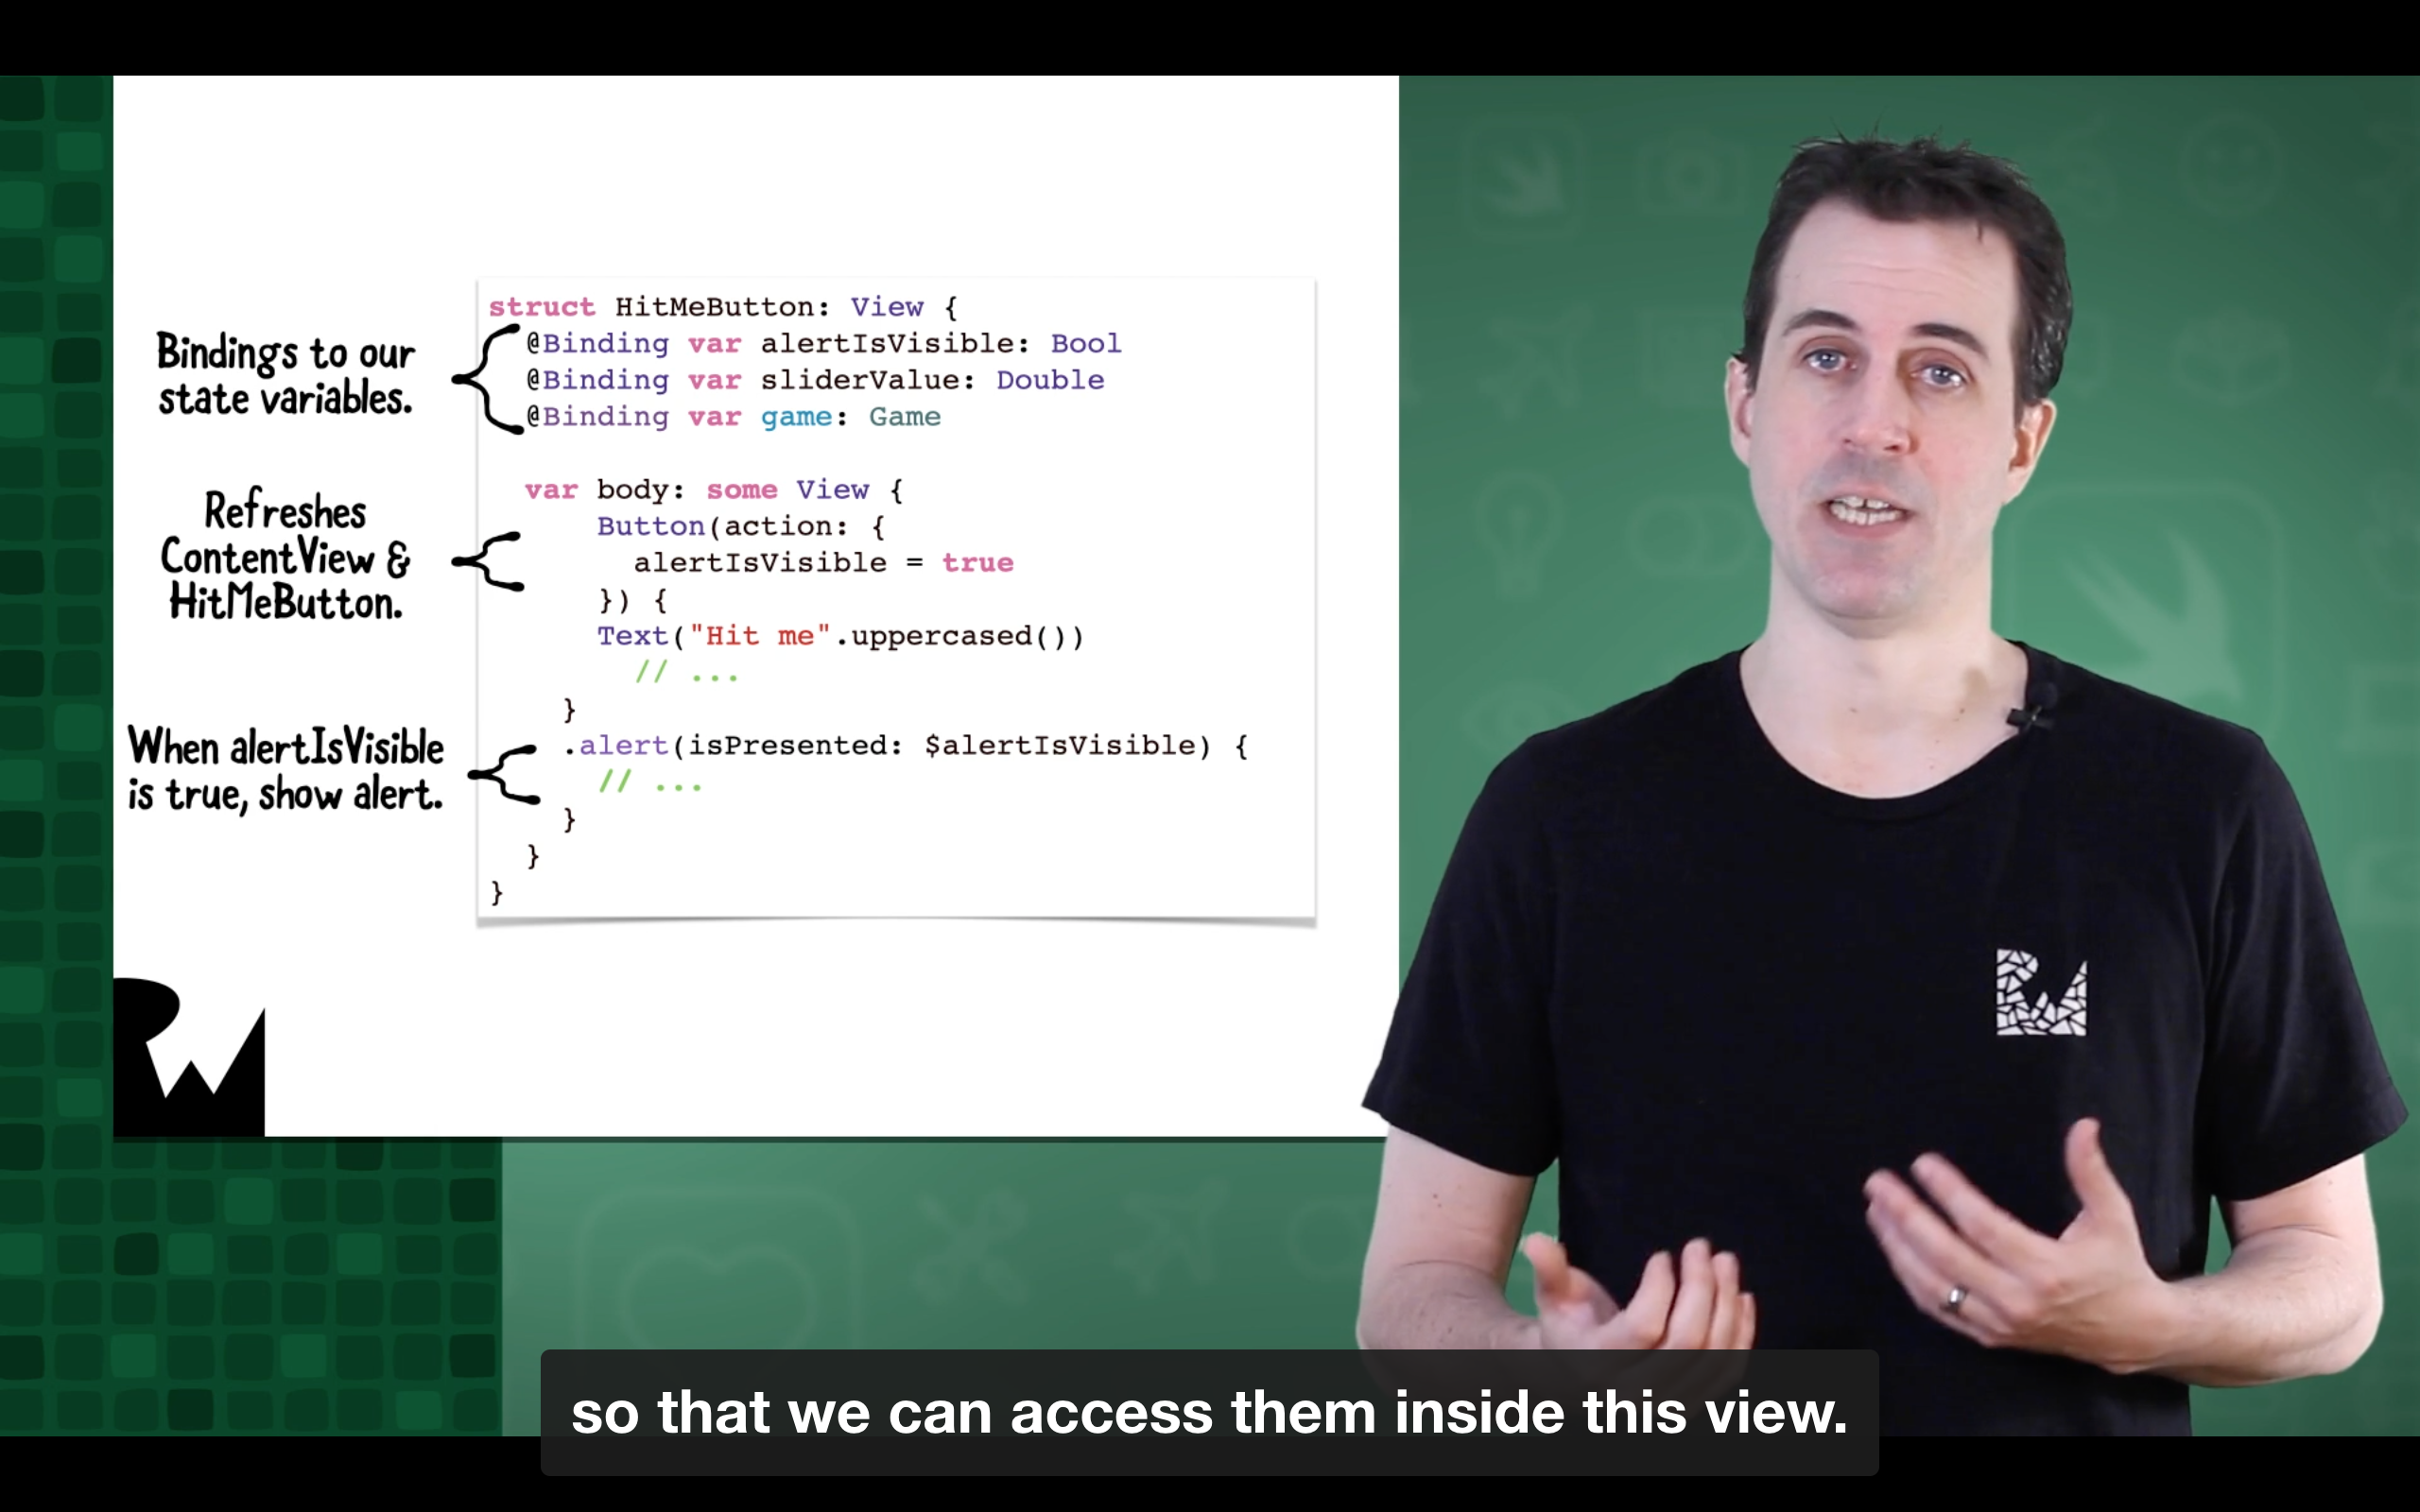 Bindings to our
state variables.
Refreshes
ContentView &
HitMeButton.
When alertIsVisible
is true, show alert.
struct HitMeButton: View {
@Binding var alertIsVisible: Bool
@Binding var sliderValue: Double
@Binding var game: Game
var body: some View {
Button(action: {
alertIsVisible = true
}) {
Text("Hit me".uppercased())
// ...
}
.alert(isPresented: $alertIsVisible) {
// ...
}
}
}
RW
RW
so that we can access them inside this view.